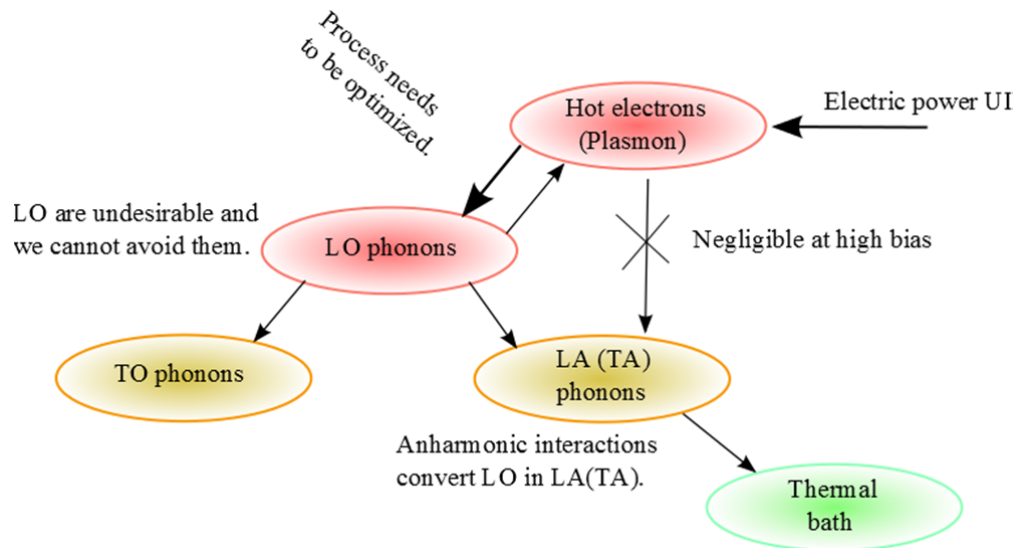 Process needs
to be optimized.
Hot electrons
(Plasmon)
Electric power UI
LO are undesirable and
we cannot avoid them.
LO phonons
Negligible at high bias
TO phonons
LA (TA)
phonons
Anharmonic interactions
convert LO in LA(TA).
Thermal
bath